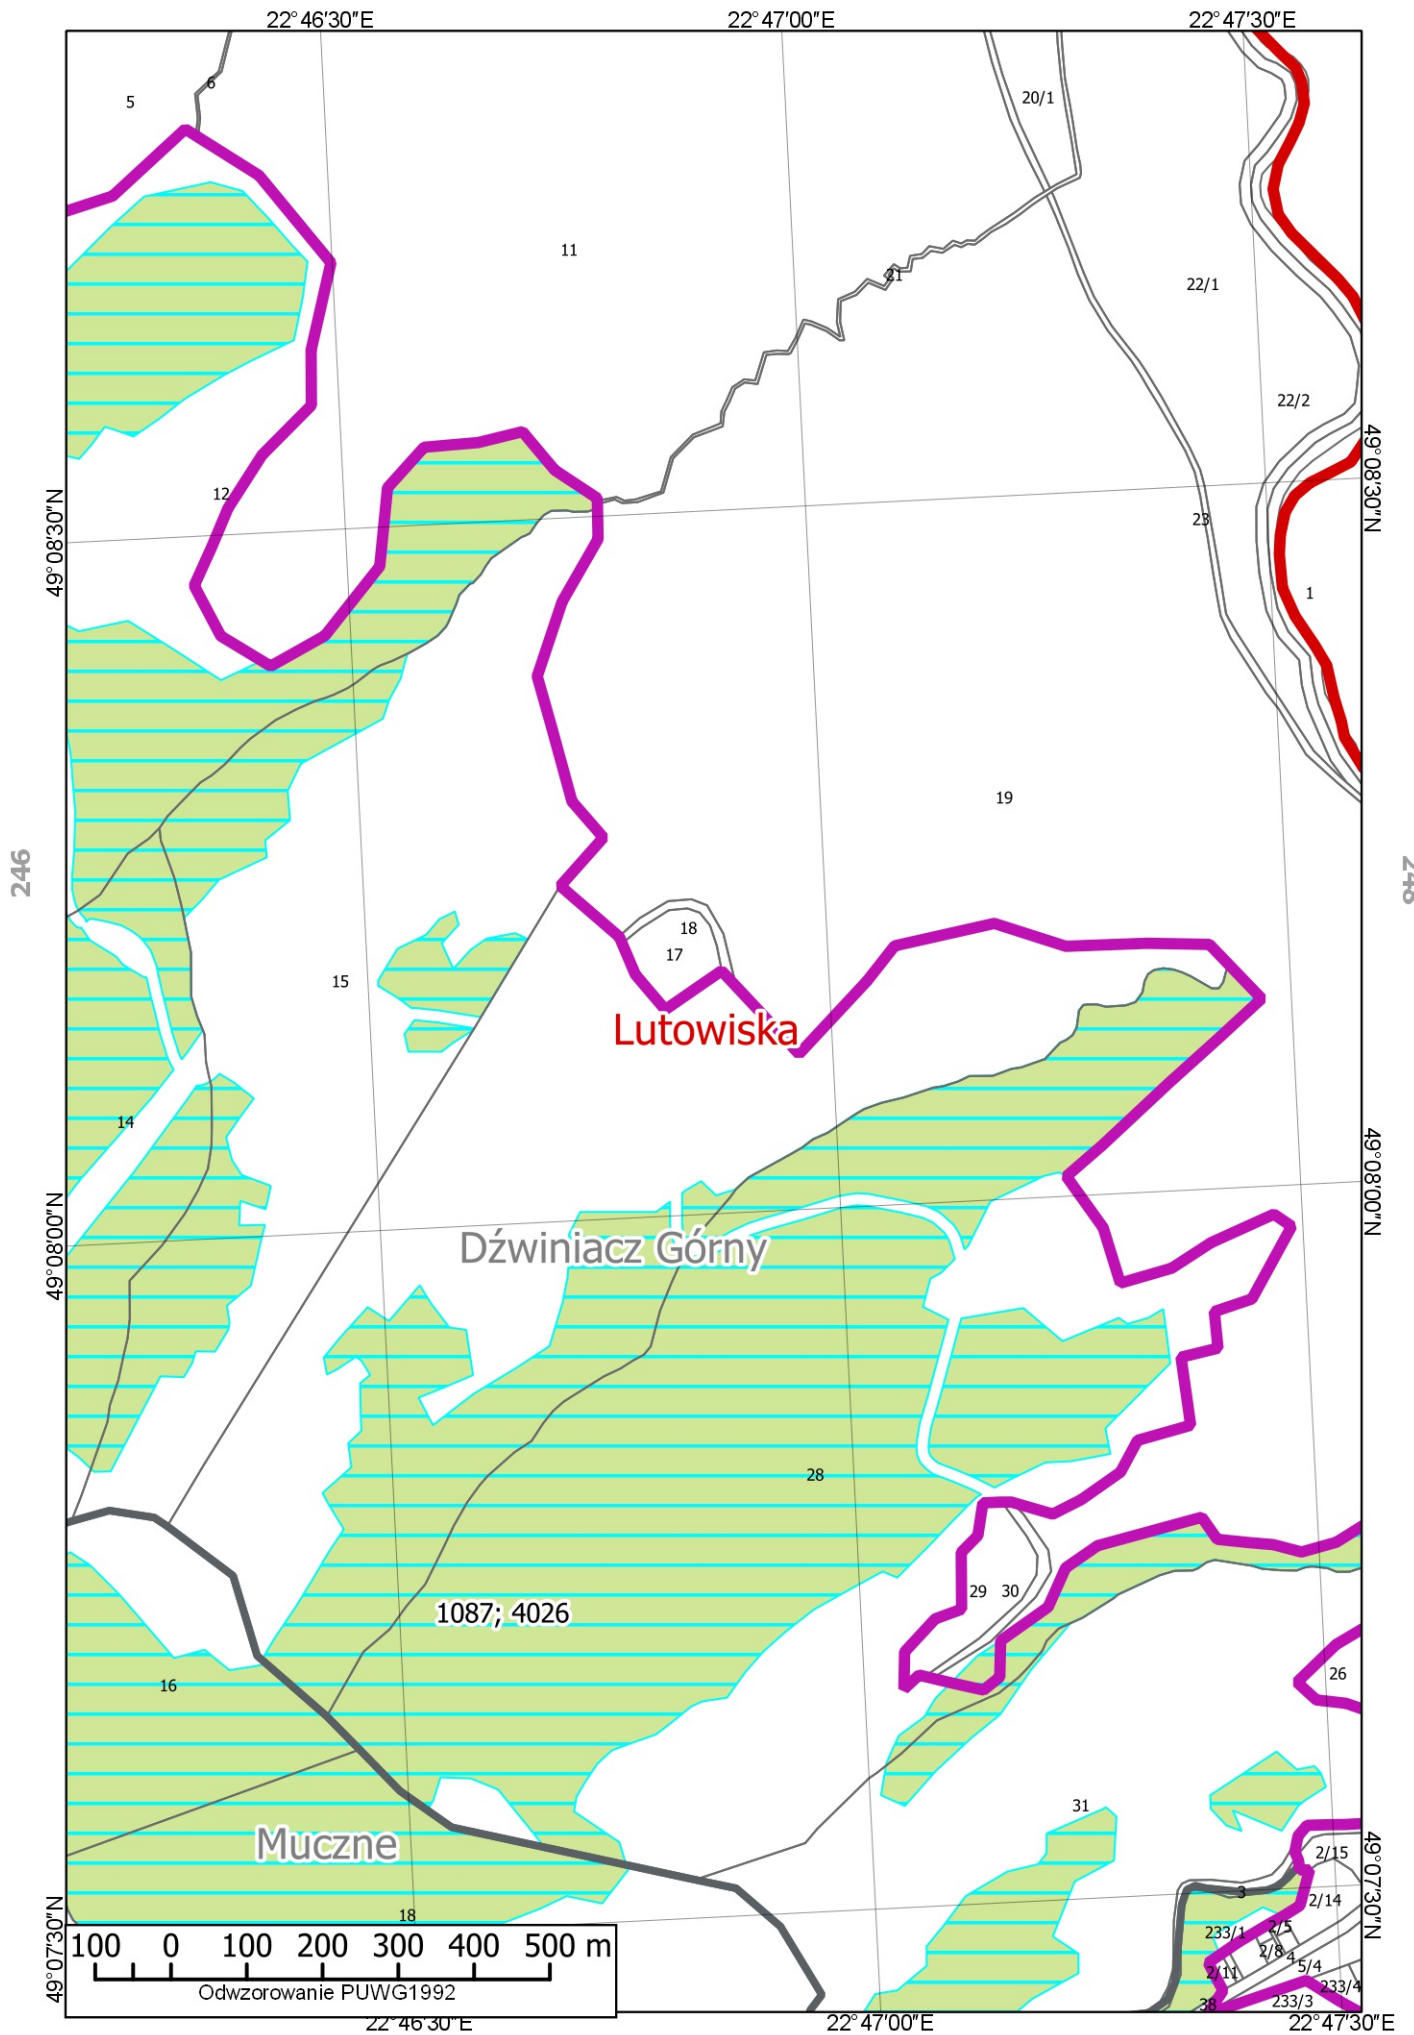 22°46'30"E
22°47'00"E
22°47'30"E
5
6
20/1
11
21
22/1
22/2
49°08'30"N
12
49°08'30"N
23
1
19
246
248
18
17
15
Lutowiska
14
49°08'00"N
49°08'00"N
Dźwiniacz Górny
28
29
30
1087; 4026
26
16
31
Muczne
2/15
49°07'30"N
3
2/14
18
233/1
2/5
2/8
4
5/4
2/11
233/4
38
233/3
49°07'30"N
100 0 100 200 300 400 500 m
Odwzorowanie PUWG1992
22°46'30"E
22°47'00"E
22°47'30"E